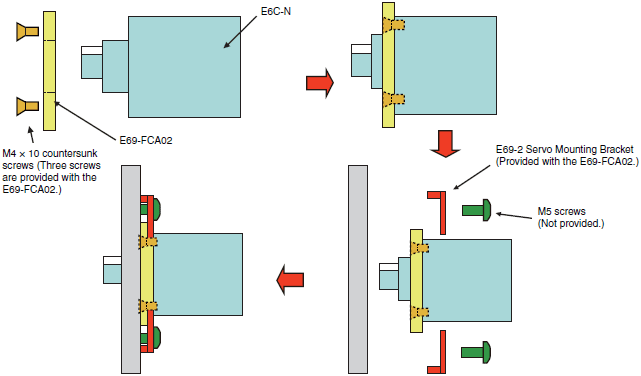 E6C-N
E69-FCA02
M4 × 10 countersunk
screws (Three screws
are provided with the
E69-FCA02.)
E69-2 Servo Mounting Bracket
(Provided with the E69-FCA02.)
M5 screws
(Not provided.)